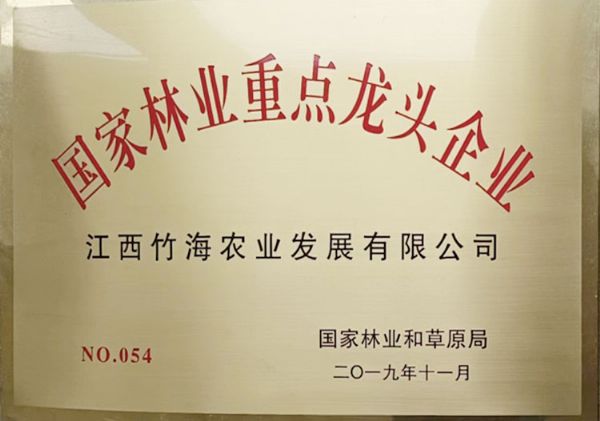 国家林业重点龙头企业
江西竹海农业发展有限公司
国家林业和草原局
NO.054
二〇一九年十一月